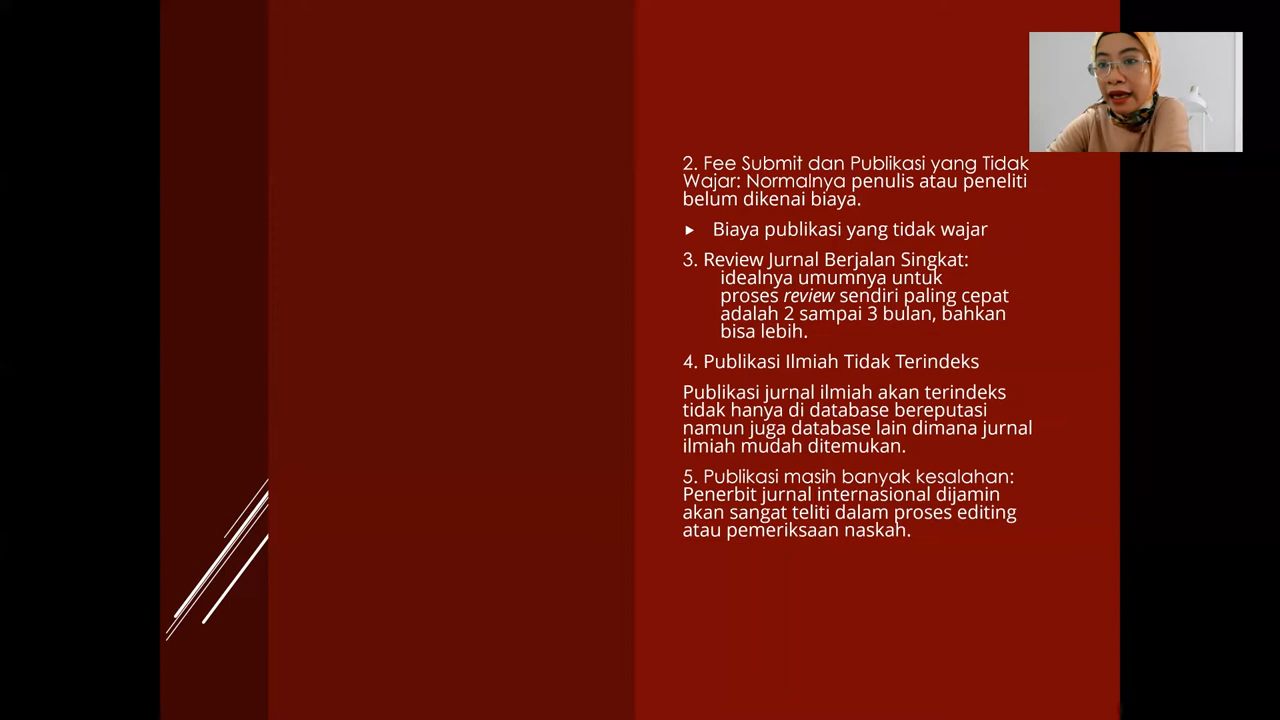 2. Fee Submit dan Publikasi yang Tidak
Wajar: Normalnya penulis atau peneliti
belum dikenai biaya.
Biaya publikasi yang tidak wajar
3. Review Jurnal Berjalan Singkat:
idealnya umumnya untuk
proses review sendiri paling cepat
adalah 2 sampai 3 bulan, bahkan
bisa lebih.
4. Publikasi Ilmiah Tidak Terindeks
Publikasi jurnal ilmiah akan terindeks
tidak hanya di database bereputasi
namun juga database lain dimana jurnal
ilmiah mudah ditemukan.
5. Publikasi masih banyak kesalahan:
Penerbit jurnal internasional dijamin
akan sangat teliti dalam proses editing
atau pemeriksaan naskah.